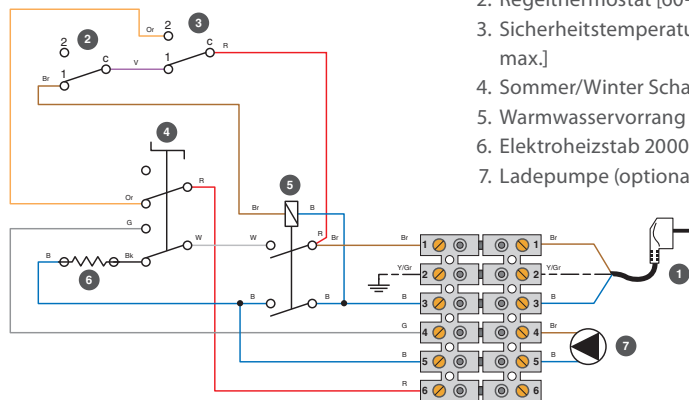 2. Regelthermostat [60-
3. Sicherheitstemperatu
max.]
4. Sommer/Winter Scha
5. Warmwasservorrang
6. Elektroheizstab 2000
7. Ladepumpe (optiona
Or 2 3
2 2 C R
1 C V 1
Br
4
R 5
Or Br B
G
W W R Br Br 1 1 Br
B Bk
6 Y/Gr 2 2 Y/Gr 1
B B B 3 3 B
G 4 4 Br 7
B 5 5 B
R 6 6